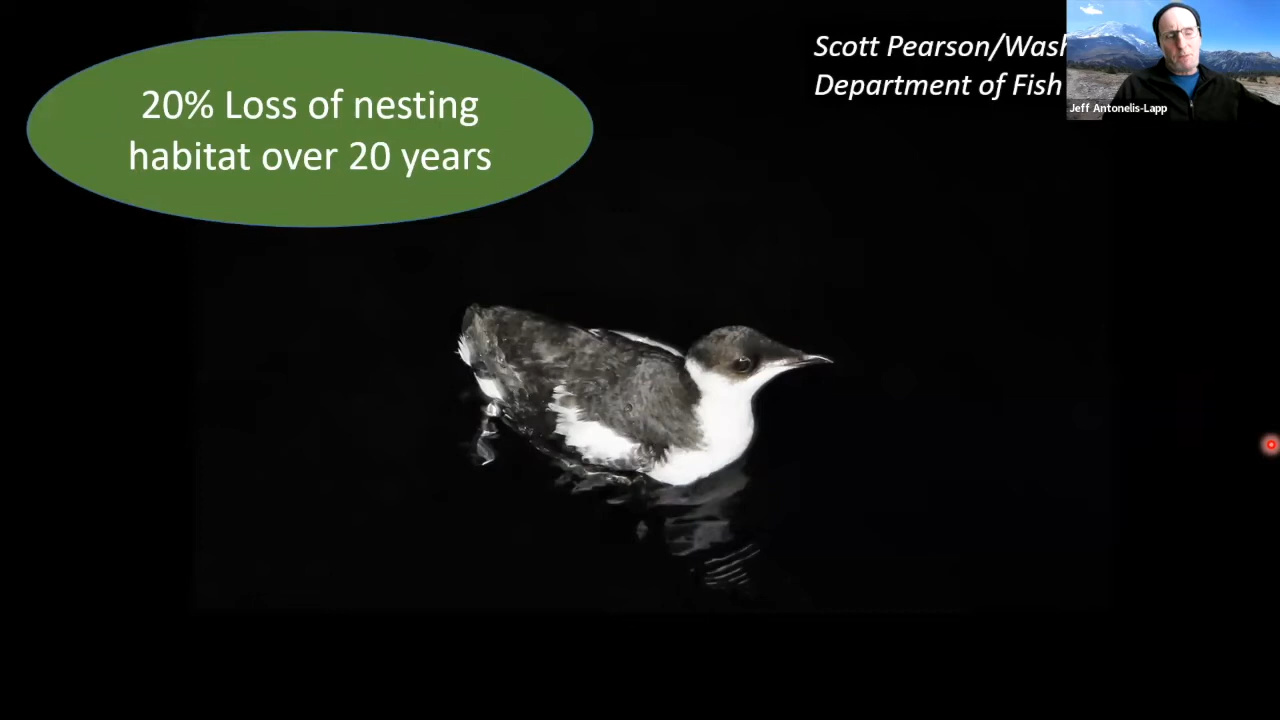 20% Loss of nesting
habitat over 20 years
Scott Pearson/Wash
Department of Fish
Jeff Antonelis-Lapp